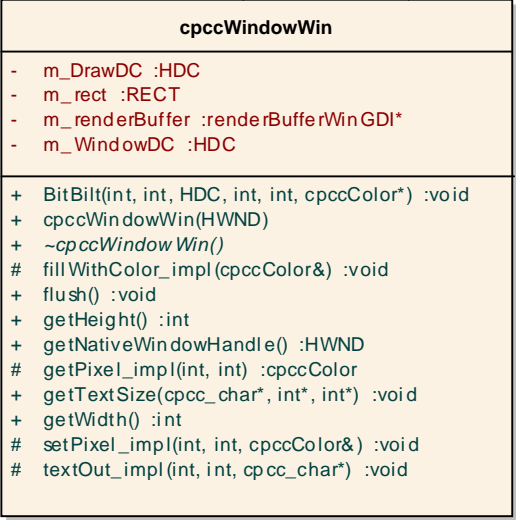 cpccWindowWin
- m_DrawDC :HDC
- m_rect :RECT
- m_renderBuffer :renderBufferWinGDI*
- m_WindowDC :HDC
+ BitBilt(int, int, HDC, int, int, cpccColor*) :void
+ cpccWindowWin(HWND)
+ ~cpccWindowWin()
# fillWithColor_impl(cpccColor&) :void
+ flush() :void
+ getHeight() :int
+ getNativeWindowHandle() :HWND
# getPixel_impl(int, int) :cpccColor
+ getTextSize(cpcc_char*, int*, int*) :void
+ getWidth() :int
# setPixel_impl(int, int, cpccColor&) :void
# textOut_impl(int, int, cpcc_char*) :void